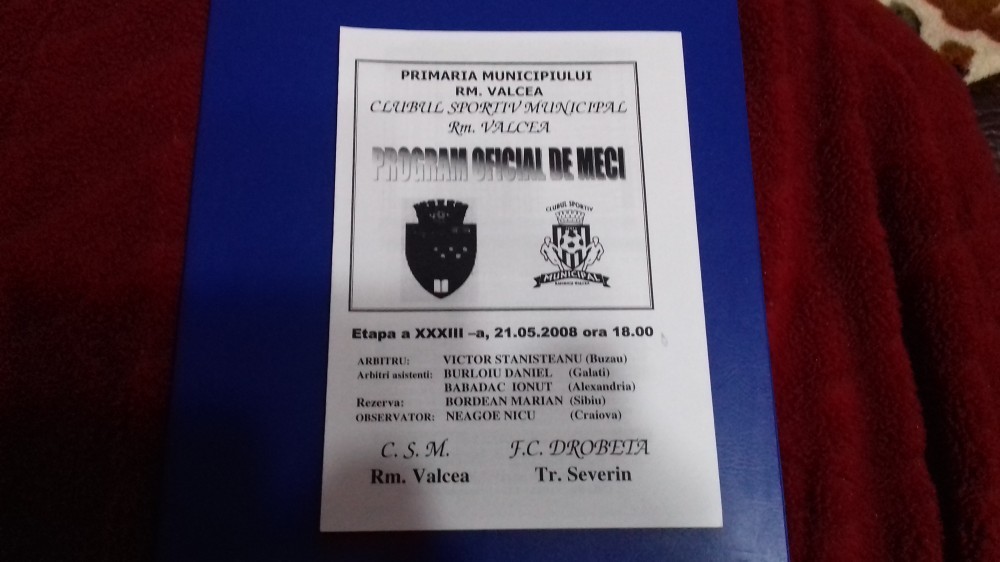 PRIMARIA MUNICIPIULUI
RM. VALCEA
CLUBUL SPORTIV MUNICIPAL
Rm. VALCEA
PROGRAM OFICIAL DE MECI
CLUBUL SPORTIV
MUNICIPAL
RAMNICU VALCEA
Etapa a XXXIII –a, 21.05.2008 ora 18.00
ARBITRU: VICTOR STANISTEANU (Buzau)
Arbitri asistenti: BURLOIU DANIEL (Galati)
BABADAC IONUT (Alexandria)
Rezerva: BORDEAN MARIAN (Sibiu)
OBSERVATOR: NEAGOE NICU (Craiova)
C. S. M. F.C. DROBETA
Rm. Valcea Tr. Severin